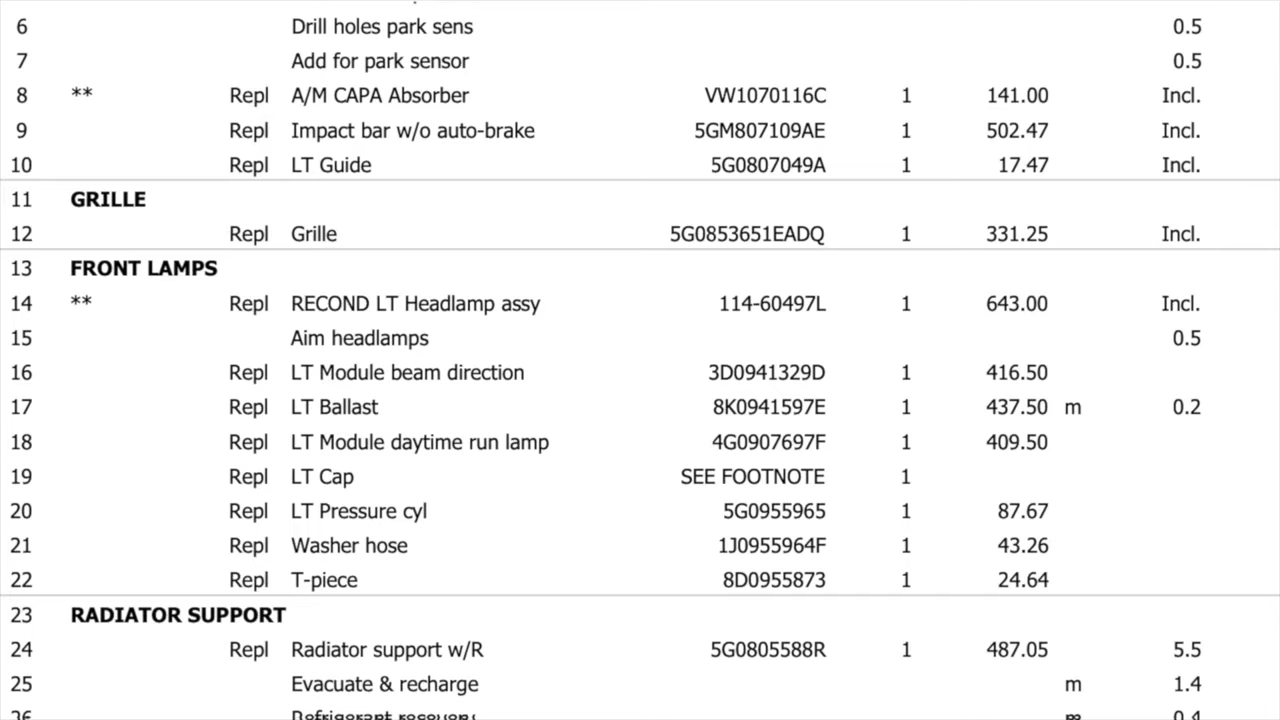 6 Drill holes park sens 0.5
7 Add for park sensor 0.5
8 ** Repl A/M CAPA Absorber VW1070116C 1 141.00 Incl.
9 Repl Impact bar w/o auto-brake 5GM807109AE 1 502.47 Incl.
10 Repl LT Guide 5G0807049A 1 17.47 Incl.
11 GRILLE
12 Repl Grille 5G0853651EADQ 1 331.25 Incl.
13 FRONT LAMPS
14 ** Repl RECOND LT Headlamp assy 114-60497L 1 643.00 Incl.
15 Aim headlamps 0.5
16 Repl LT Module beam direction 3D0941329D 1 416.50
17 Repl LT Ballast 8K0941597E 1 437.50 m 0.2
18 Repl LT Module daytime run lamp 4G0907697F 1 409.50
19 Repl LT Cap SEE FOOTNOTE 1
20 Repl LT Pressure cyl 5G0955965 1 87.67
21 Repl Washer hose 1J0955964F 1 43.26
22 Repl T-piece 8D0955873 1 24.64
23 RADIATOR SUPPORT
24 Repl Radiator support w/R 5G0805588R 1 487.05 5.5
25 Evacuate & recharge m 1.4
26 Refrigerant recovery m 0.4